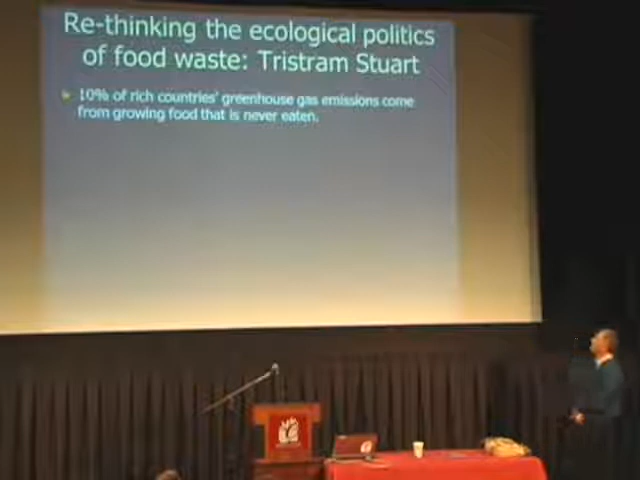 Re-thinking the ecological politics
of food waste: Tristram Stuart
10% of rich countries' greenhouse gas emissions come
from growing food that is never eaten.